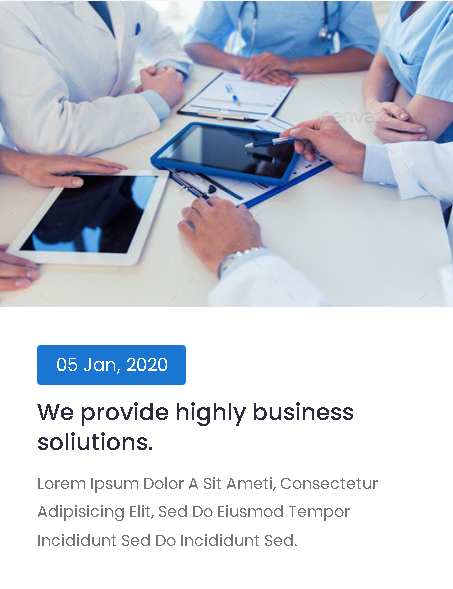 envato
05 Jan, 2020
We provide highly business
soliutions.
Lorem Ipsum Dolor A Sit Ameti, Consectetur
Adipisicing Elit, Sed Do Eiusmod Tempor
Incididunt Sed Do Incididunt Sed.